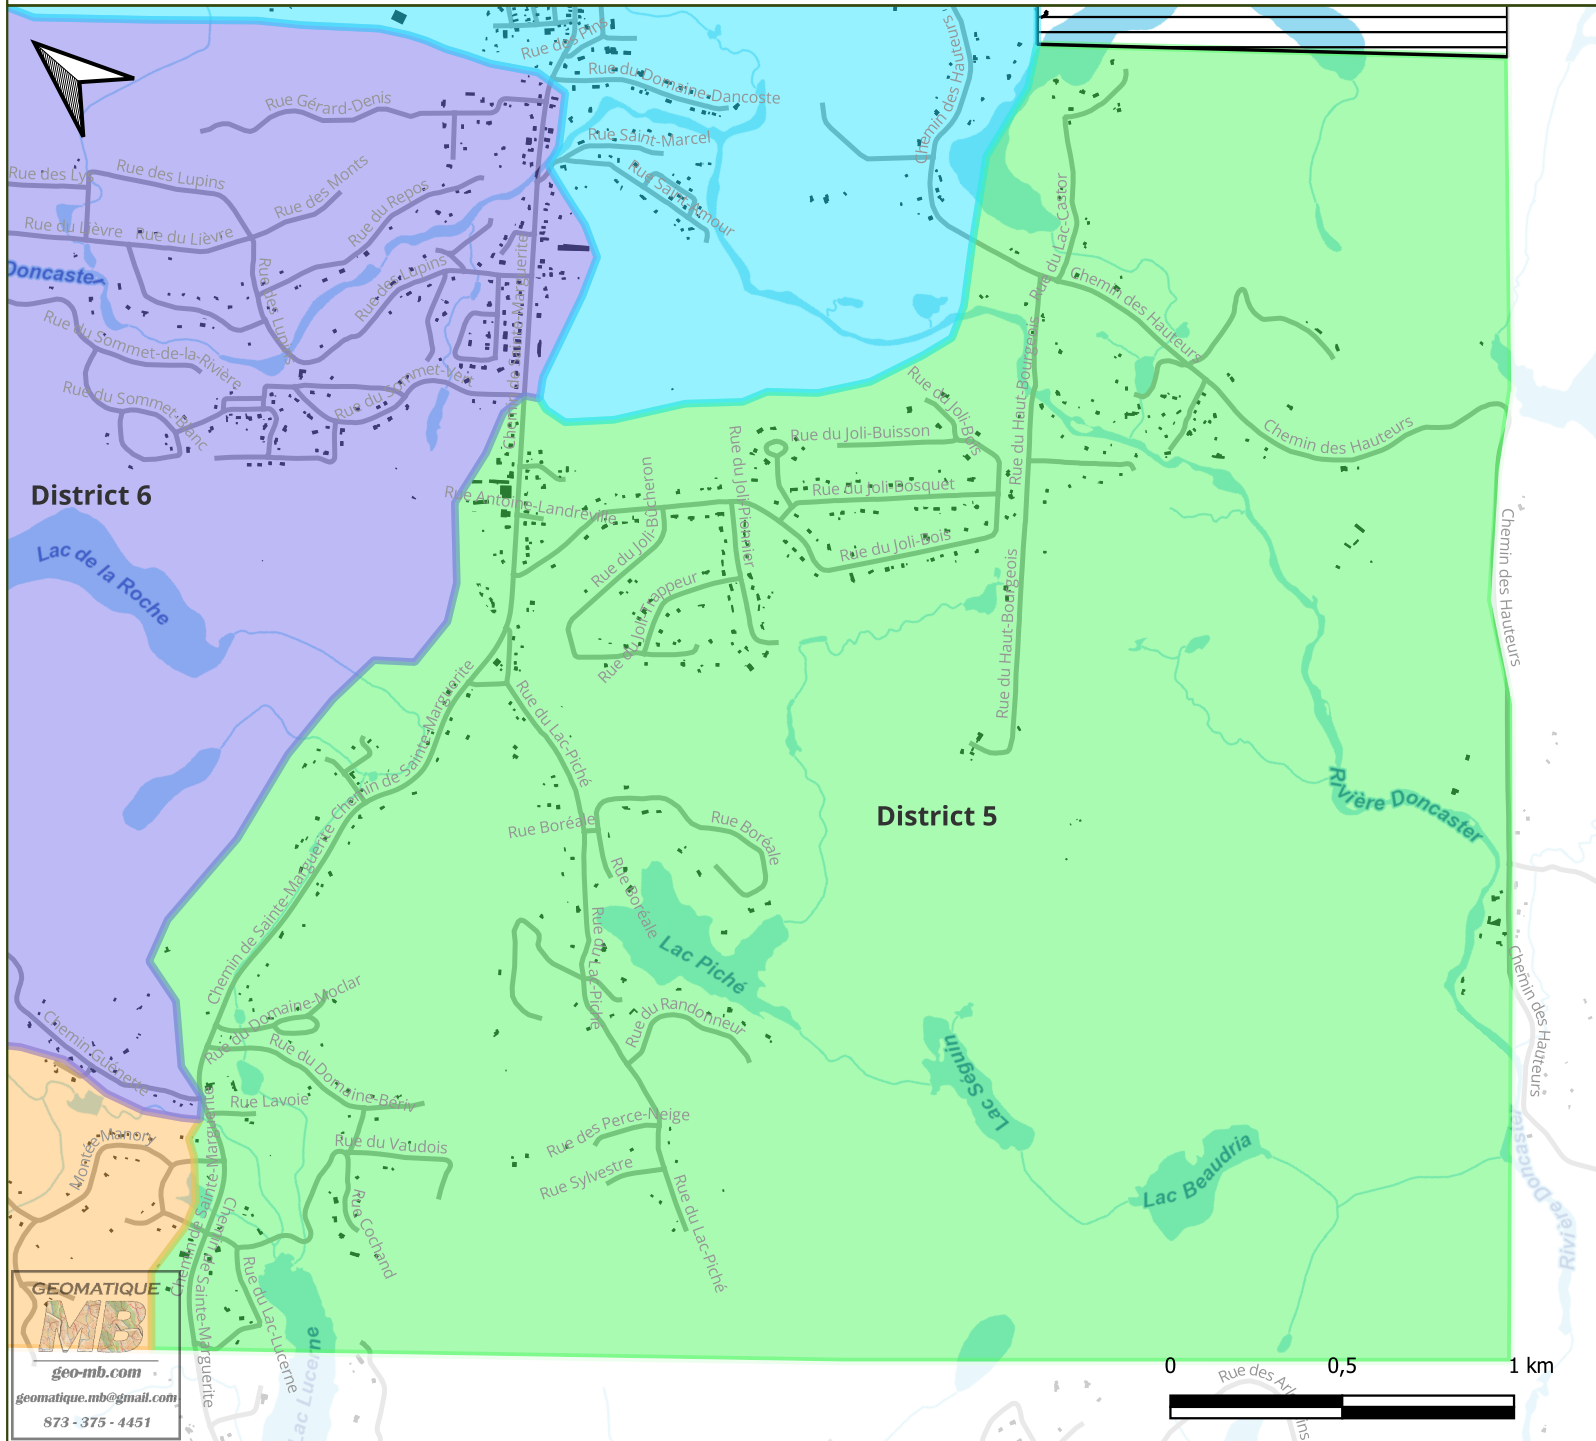 Rue des Pins
Rue du Domaine-Dancoste
Chemin des Hauteurs
Rue Gérard-Denis
Rue Saint-Marcel
Rue Saint-Amour
Rue des Lys
Rue des Lupins
Rue des Monts
Rue du Repos
Rue du Lièvre
Rue du Lièvre
Doncaster
Rue des Lupins
Rue des Lupins
Chemin de Sainte-Marguerite
Rue du Lac-Castor
Chemin des Hauteurs
Rue du Sommet-de-la-Rivière
Rue du Sommet-Vert
Rue du Sommet-Blanc
Rue du Haut-Bourgeois
Rue du Joli-Bois
Rue du Joli-Buisson
Chemin des Hauteurs
District 6
Rue Antoine-Landreville
Rue du Joli-Bûcheron
Rue du Joli-Pionnier
Rue du Joli-Bosquet
Rue du Joli-Bois
Rue du Joli-Trappeur
Lac de la Roche
Rue du Haut-Bourgeois
Chemin des Hauteurs
Chemin de Sainte-Marguerite
Rue du Lac-Piché
Rivière Doncaster
District 5
Rue Boréale
Rue Boréale
Rue Boréale
Chemin de Sainte-Marguerite
Rue du Lac-Piché
Lac Piché
Rue du Domaine-Moclar
Rue du Randonneur
Chemin des Hauteurs
Chemin Guénette
Rue du Domaine-Bériv
Rue Lavoie
Lac Séguin
Montée Manory
Rue du Vaudois
Rue des Perce-Neige
Rue Sylvestre
Lac Beaudria
Chemin de Sainte-Marguerite
Rue Cochand
Rue du Lac-Piché
Rivière Doncaster
Chemin de Sainte-Marguerite
Rue du Lac-Lucerne
Lac Lucerne
GEOMATIQUE
MB
geo-mb.com
geomatique.mb@gmail.com
873 - 375 - 4451
0 0,5 1 km
Rue des